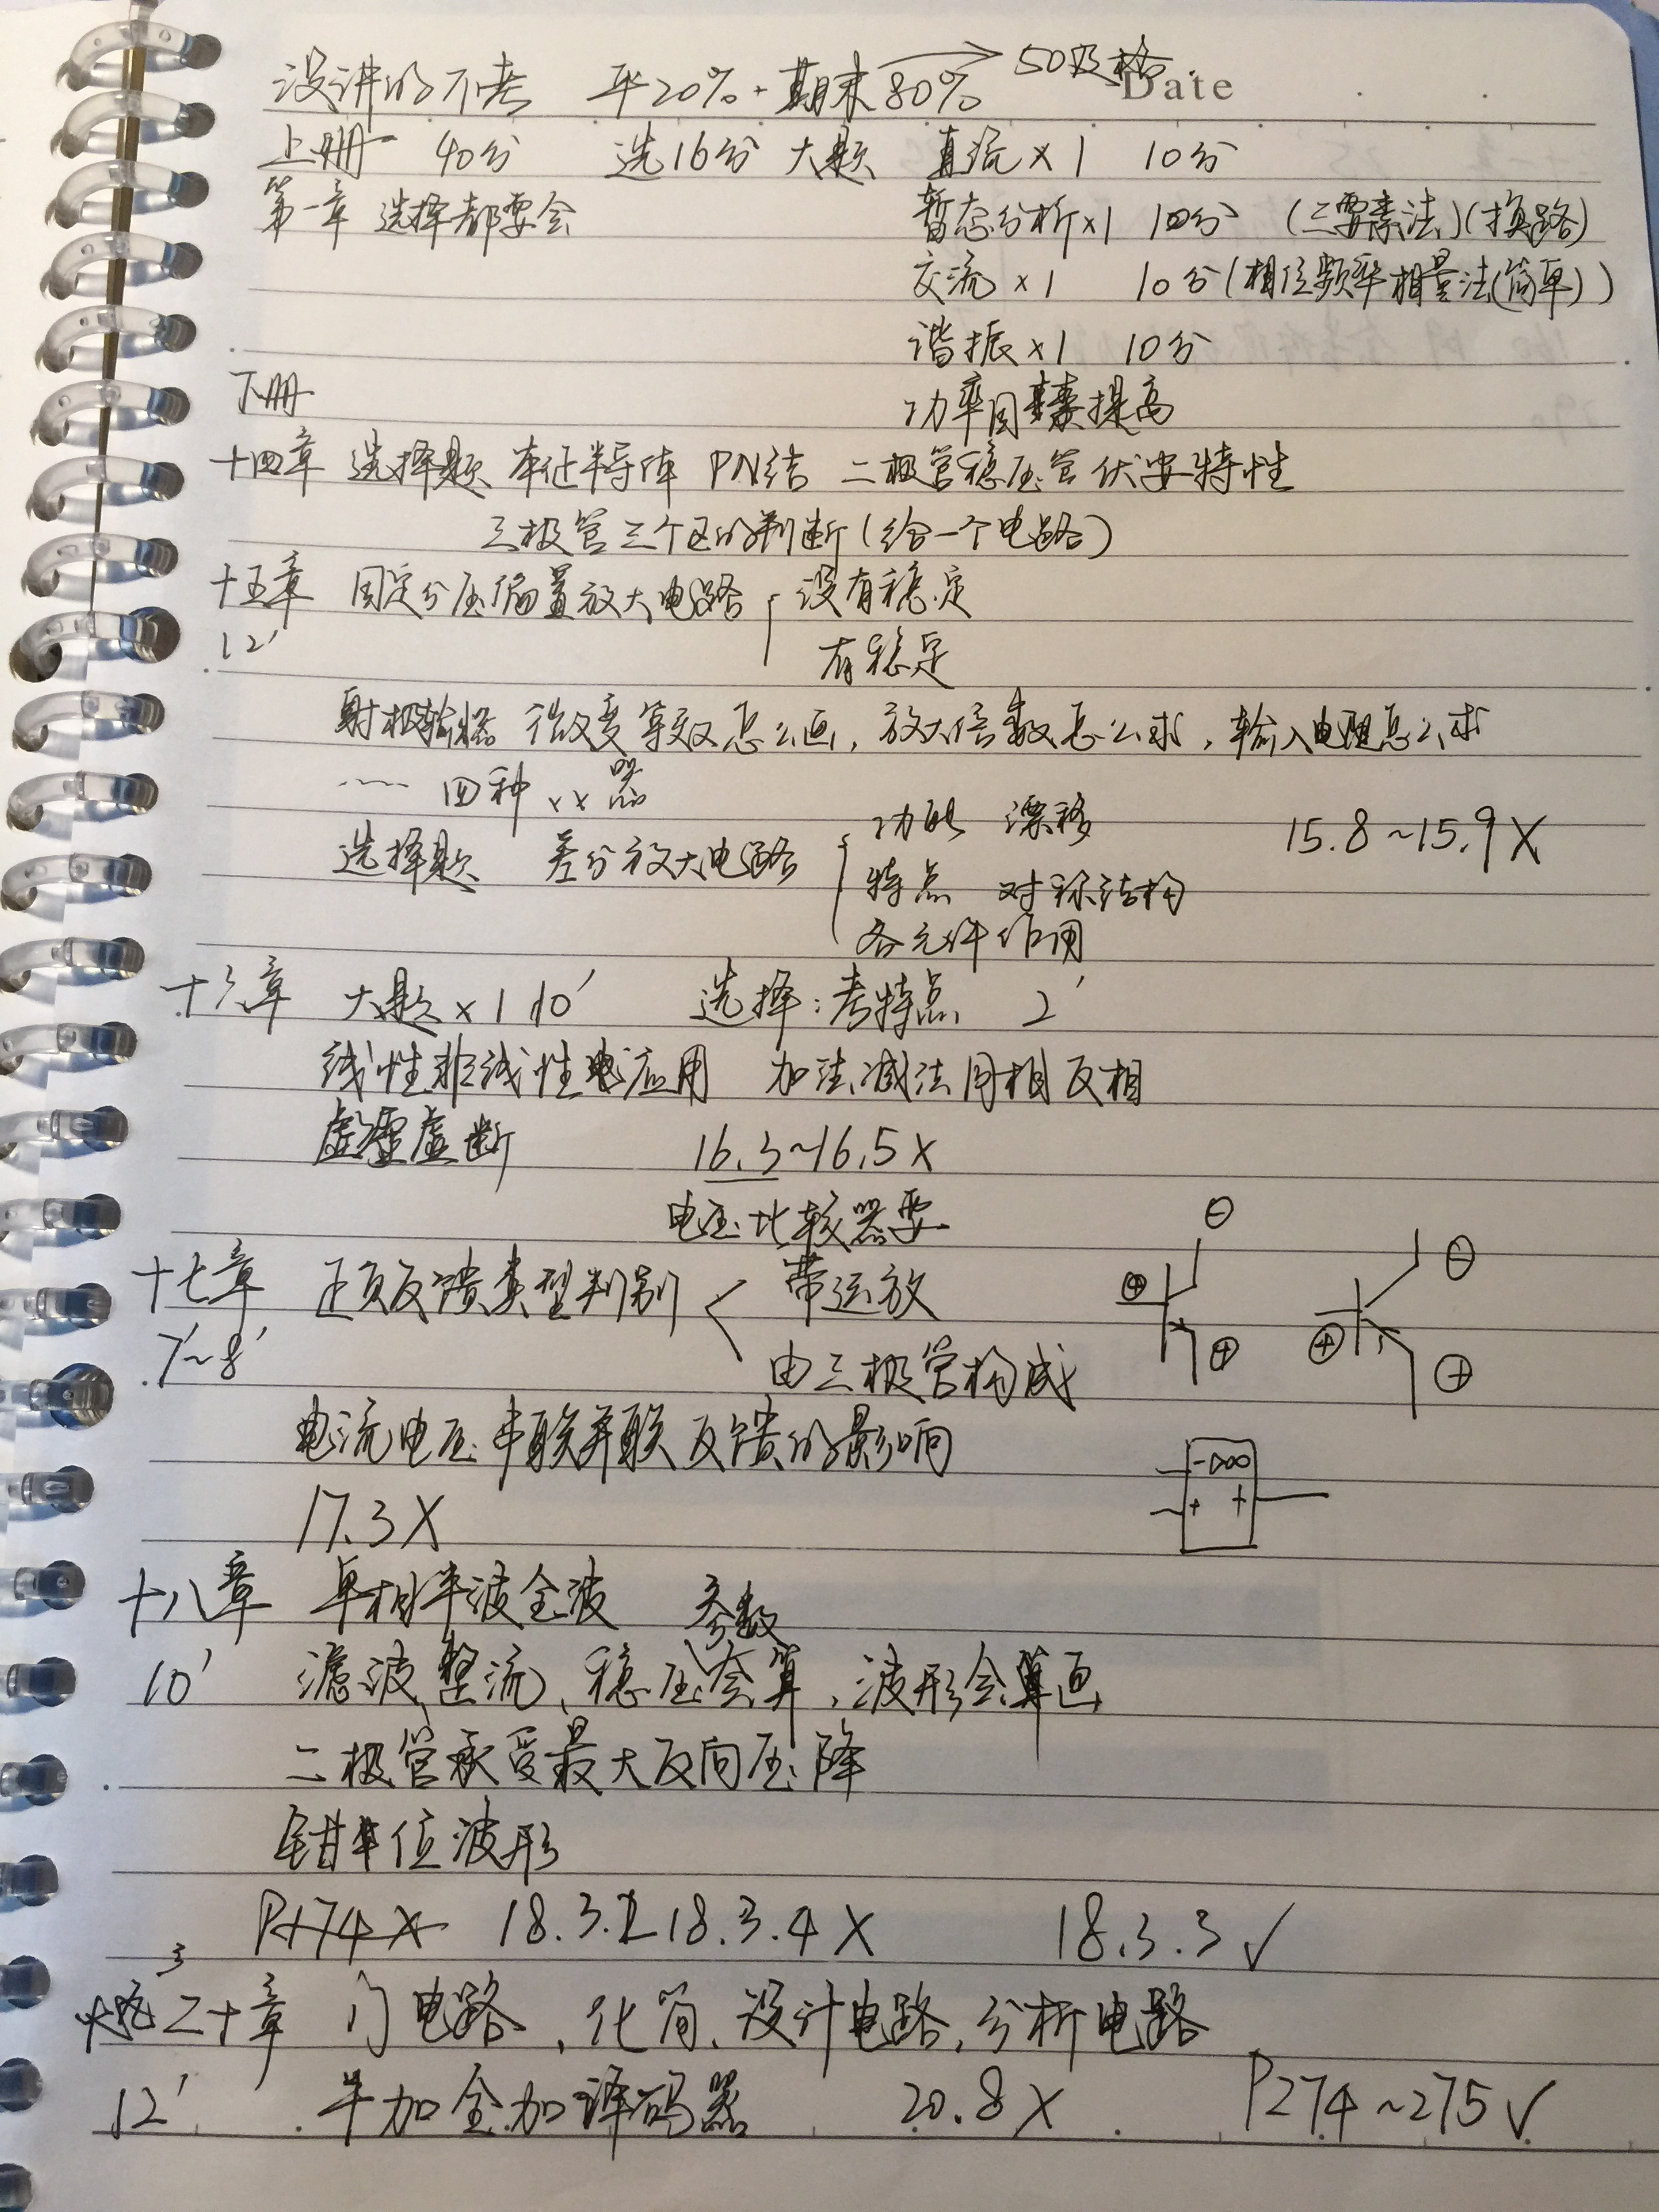 没讲的不考 平20%+期末80% → 50及格
Date
上册 40分 选16分 大题 直流×1 10分
第一章 选择都要会 暂态分析×1 10分 (三要素法)(换路)
交流×1 10分(相位频率相量法(简单))
谐振×1 10分
下册 功率因素提高
十四章 选择题 本征半导体 PN结 二极管稳压管伏安特性
三极管三个区的判断(给一个电路)
十五章 固定分压偏置放大电路 没有稳定
12' 有稳定
射极输出器 微变等效怎么画,放大倍数怎么求,输入电阻怎么求
四种××器
功能 漂移
选择题 差分放大电路 15.8~15.9X
特点 对称结构
各元件作用
十六章 大题×1 10' 选择:考特点 2'
线性非线性应用 加法减法同相反相
虚短虚断 16.3~16.5X
电压比较器要
⊖
十七章 正负反馈类型判别 < 带运放 ⊕ ⊖
7'~8' 由三极管构成 ⊕ ⊕ ⊕
电流电压串联并联反馈的影响
-▷∞
+ +
17.3X
十八章 单相半波全波 参数
10' 滤波、整流、稳压会算,波形会画
二极管承受最大反向压降
钳位波形
P174X 18.3.2 18.3.4X 18.3.3√
3
二十章 门电路,化简、设计电路,分析电路
12' 半加全加译码器 20.8X P274~275√